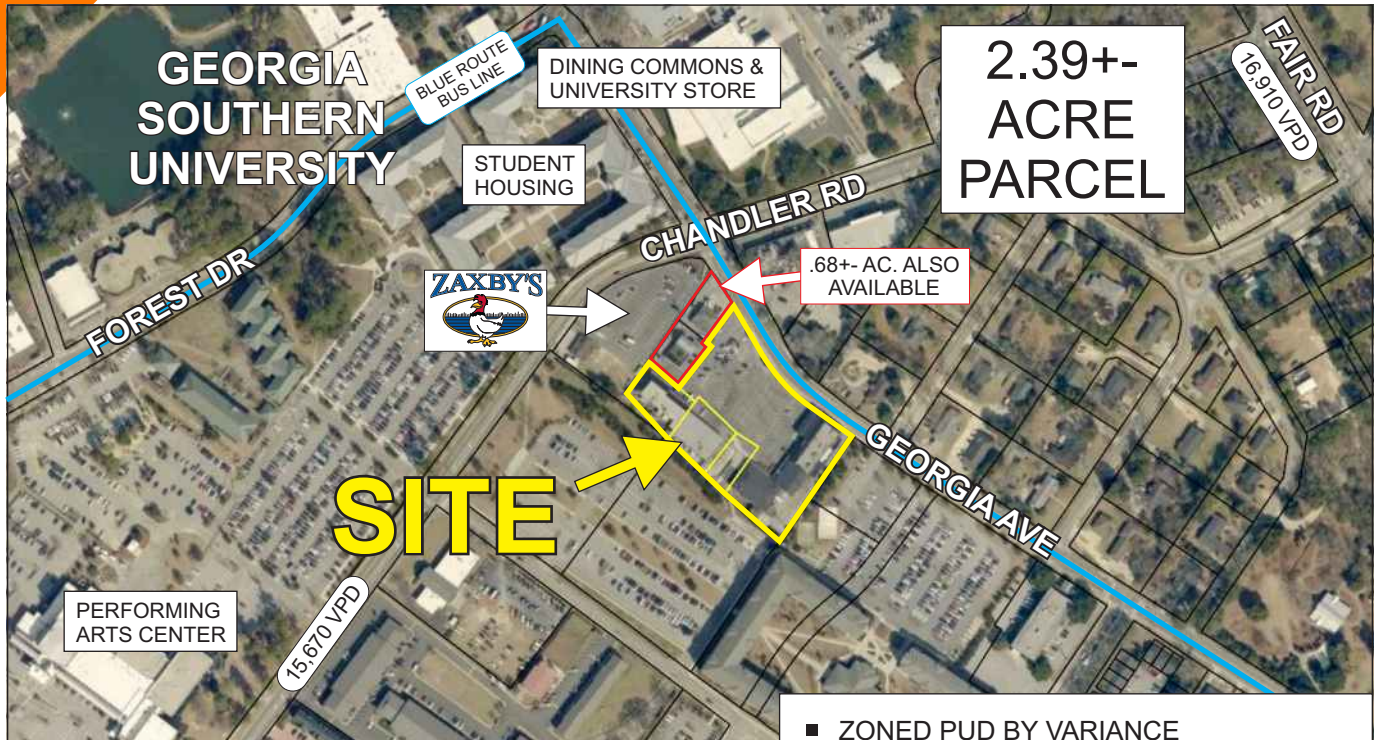 GEORGIA
SOUTHERN
UNIVERSITY
BLUE ROUTE
BUS LINE
DINING COMMONS &
UNIVERSITY STORE
2.39+-
ACRE
PARCEL
FAIR RD
16,910 VPD
STUDENT
HOUSING
CHANDLER RD
.68+- AC. ALSO
AVAILABLE
FOREST DR
ZAXBY'S
SITE
GEORGIA AVE
PERFORMING
ARTS CENTER
15,670 VPD
▪ ZONED PUD BY VARIANCE